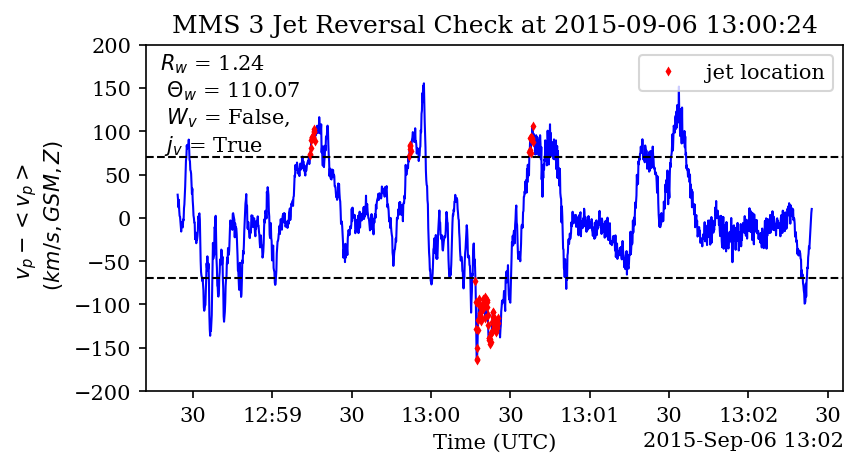 MMS 3 Jet Reversal Check at 2015-09-06 13:00:24
R_w = 1.24
Θ_w = 110.07
W_v = False,
j_v = True
jet location
v_p − < v_p >
(km/s, GSM, Z)
200
150
100
50
0
−50
−100
−150
−200
30 12:59 30 13:00 30 13:01 30 13:02 30
Time (UTC)
2015-Sep-06 13:02